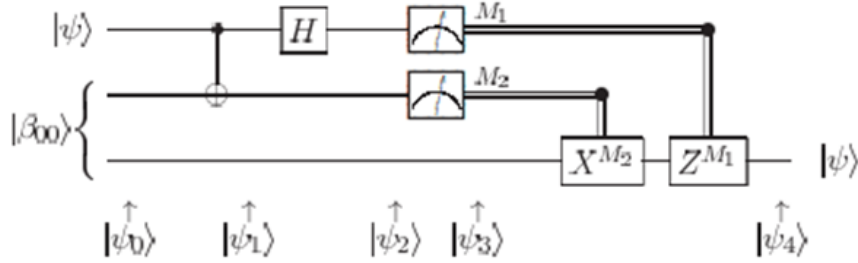 |ψ⟩ H M₁
|β₀₀⟩ M₂
X^{M₂} Z^{M₁} |ψ⟩
↑ ↑ ↑ ↑ ↑
|ψ₀⟩ |ψ₁⟩ |ψ₂⟩ |ψ₃⟩ |ψ₄⟩